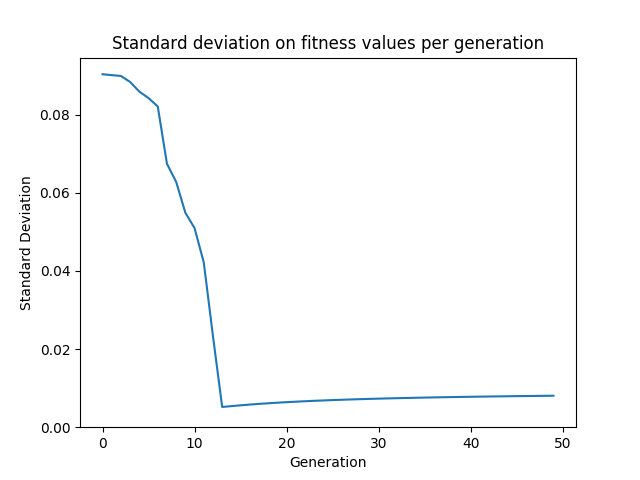 Standard deviation on fitness values per generation
Standard Deviation
0.08
0.06
0.04
0.02
0.00
0 10 20 30 40 50
Generation